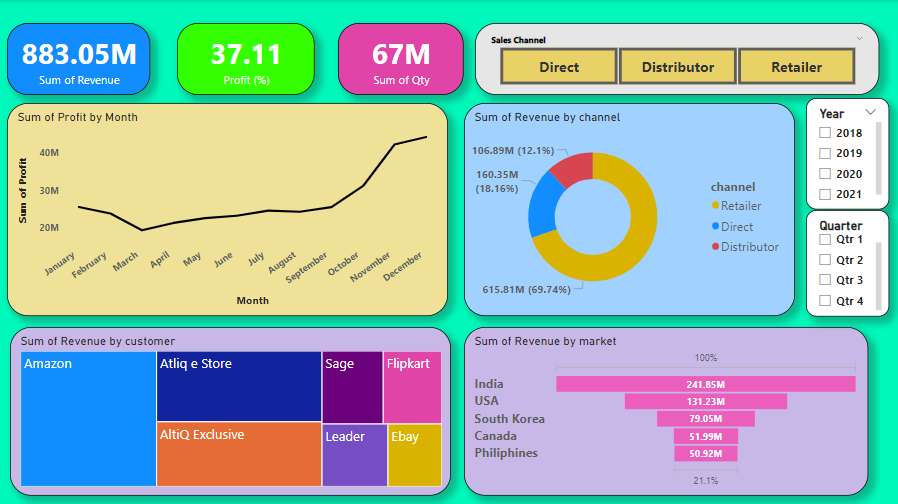 883.05M
Sum of Revenue
37.11
Profit (%)
67M
Sum of Qty
Sales Channel
Direct
Distributor
Retailer
Sum of Profit by Month
Sum of Profit
40M
30M
20M
January
February
March
April
May
June
July
August
September
October
November
December
Month
Sum of Revenue by channel
106.89M (12.1%)
160.35M
(18.16%)
615.81M (69.74%)
channel
Retailer
Direct
Distributor
Year
2018
2019
2020
2021
Quarter
Qtr 1
Qtr 2
Qtr 3
Qtr 4
Sum of Revenue by customer
Amazon
Atliq e Store
AltiQ Exclusive
Sage
Flipkart
Leader
Ebay
Sum of Revenue by market
100%
India 241.85M
USA 131.23M
South Korea 79.05M
Canada 51.99M
Philiphines 50.92M
21.1%